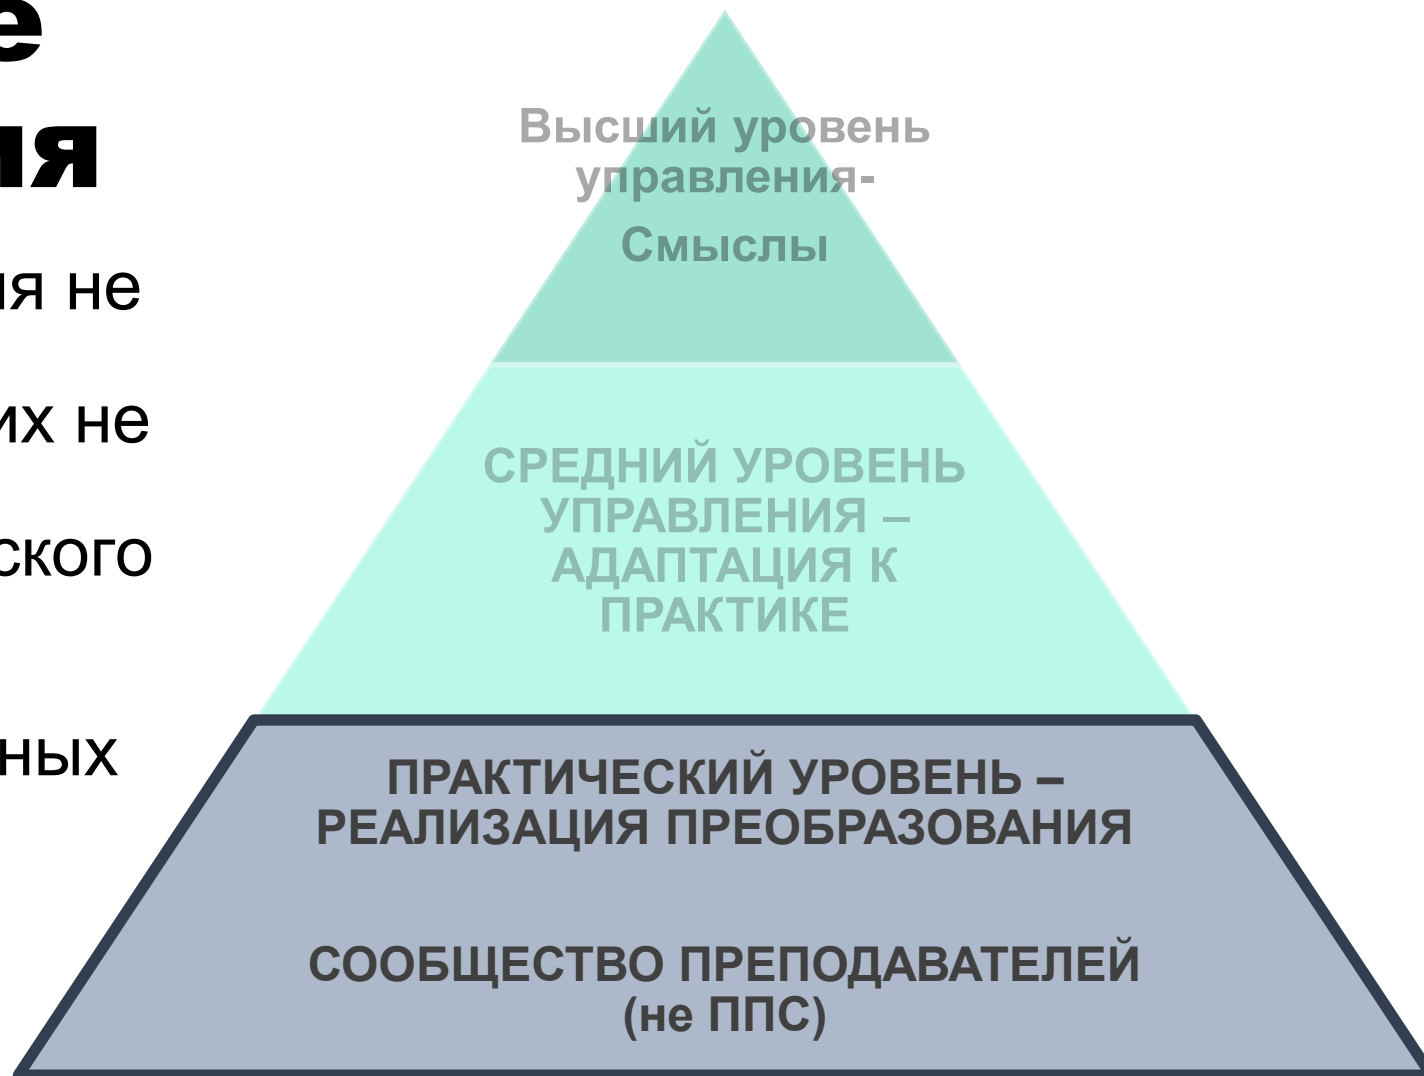 е
ия
ия не
их не
ского
ных
Высший уровень
управления-
Смыслы
СРЕДНИЙ УРОВЕНЬ
УПРАВЛЕНИЯ –
АДАПТАЦИЯ К
ПРАКТИКЕ
ПРАКТИЧЕСКИЙ УРОВЕНЬ –
РЕАЛИЗАЦИЯ ПРЕОБРАЗОВАНИЯ
СООБЩЕСТВО ПРЕПОДАВАТЕЛЕЙ
(не ППС)